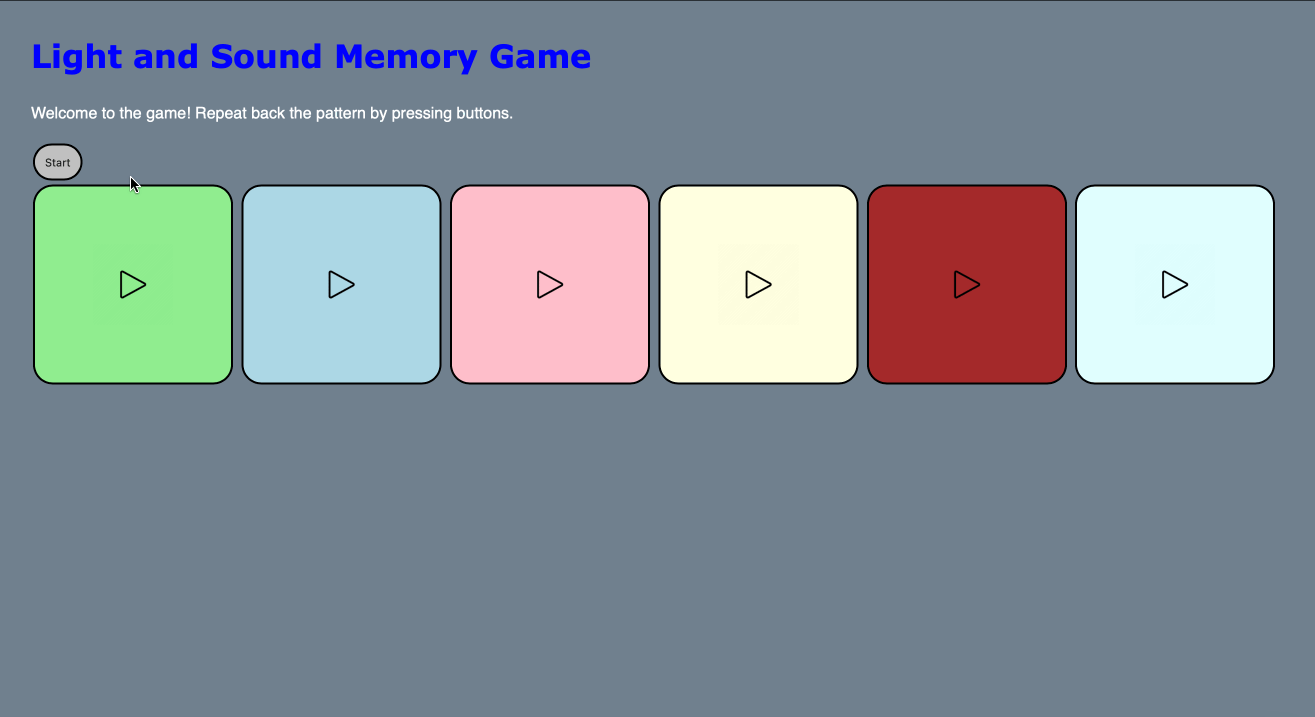 Light and Sound Memory Game
Welcome to the game! Repeat back the pattern by pressing buttons.
Start